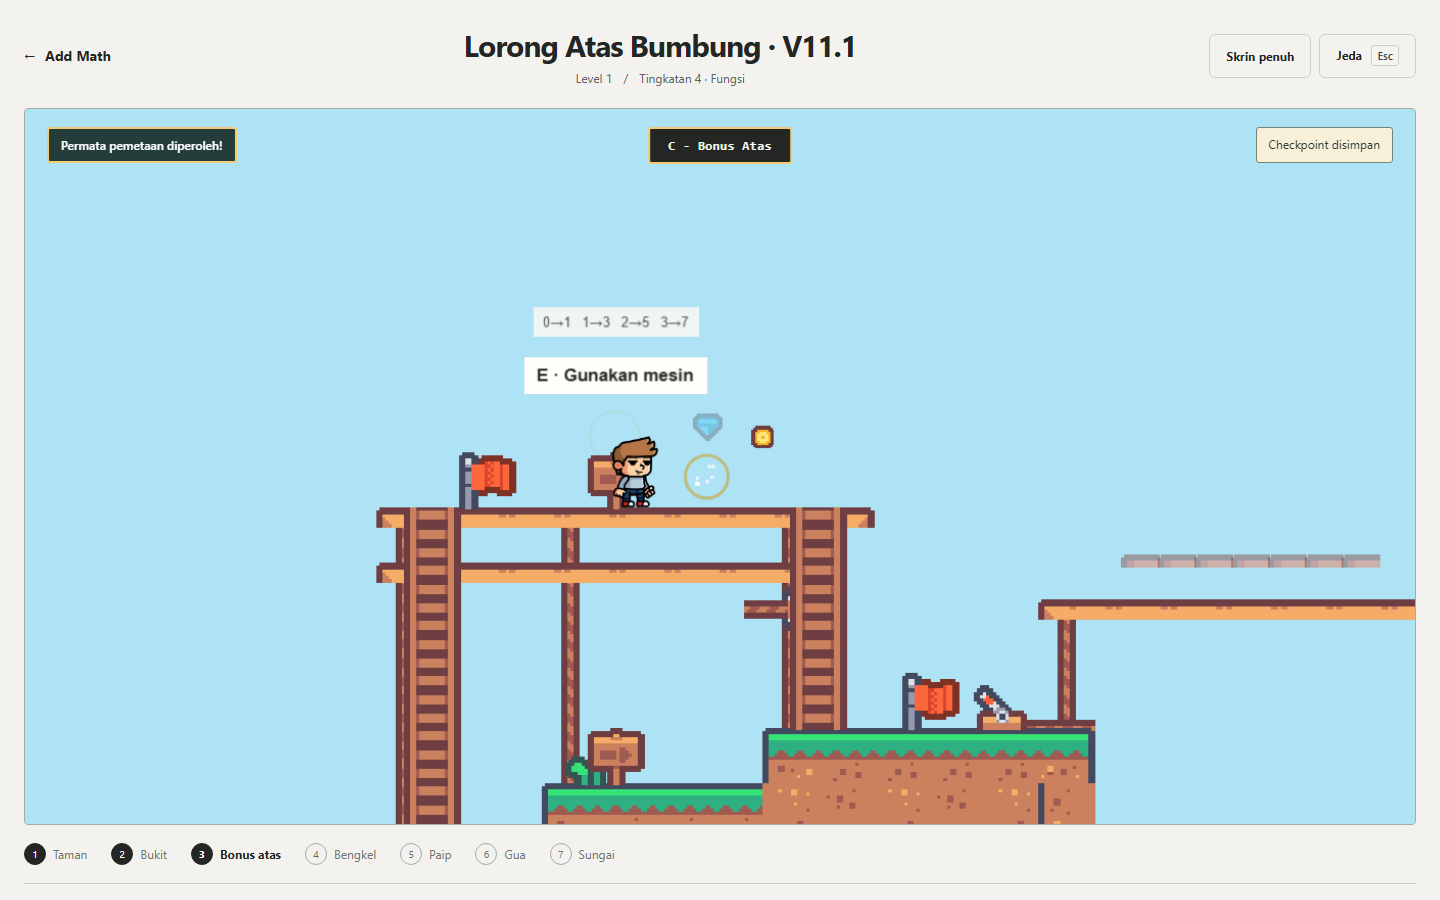 ← Add Math
Lorong Atas Bumbung · V11.1
Level 1 / Tingkatan 4 · Fungsi
Skrin penuh
Jeda Esc
Permata pemetaan diperoleh!
C - Bonus Atas
Checkpoint disimpan
0→1 1→3 2→5 3→7
E · Gunakan mesin
1 Taman
2 Bukit
3 Bonus atas
4 Bengkel
5 Paip
6 Gua
7 Sungai